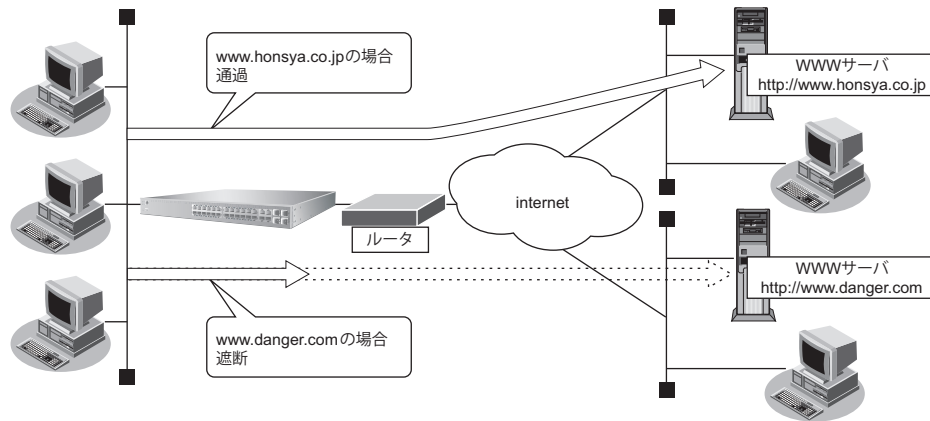 www.honsya.co.jpの場合
通過
WWWサーバ
http://www.honsya.co.jp
internet
ルータ
WWWサーバ
http://www.danger.com
www.danger.comの場合
遮断